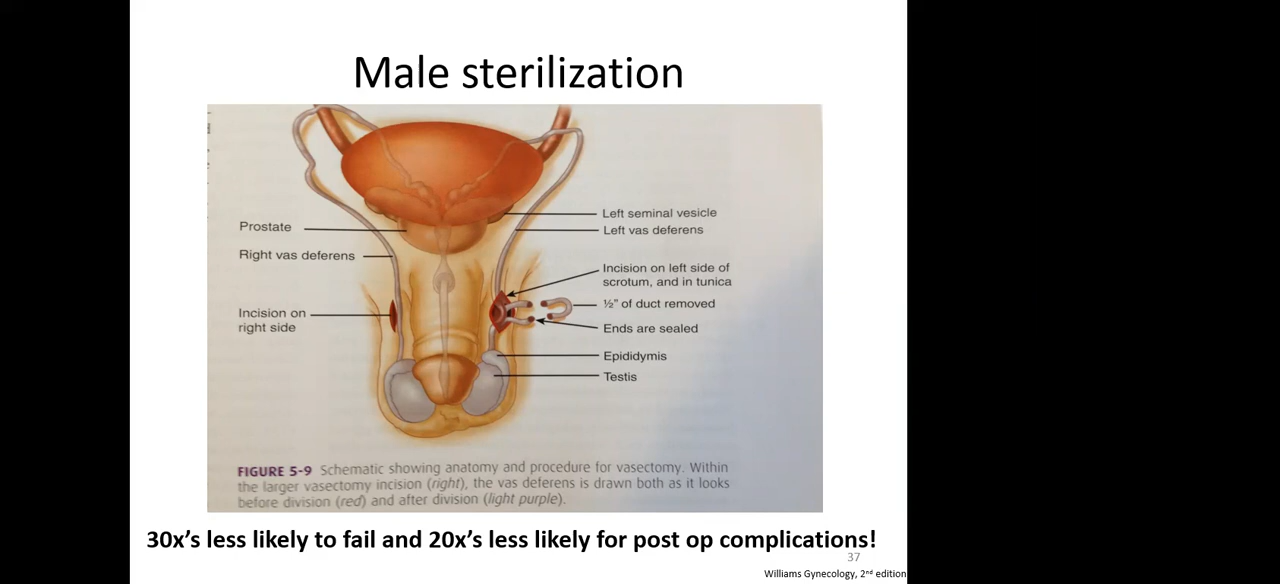 Male sterilization
Prostate
Right vas deferens
Incision on
right side
Left seminal vesicle
Left vas deferens
Incision on left side of
scrotum, and in tunica
½" of duct removed
Ends are sealed
Epididymis
Testis
FIGURE 5-9 Schematic showing anatomy and procedure for vasectomy. Within
the larger vasectomy incision (right), the vas deferens is drawn both as it looks
before division (red) and after division (light purple).
30x’s less likely to fail and 20x’s less likely for post op complications!
37
Williams Gynecology, 2nd edition